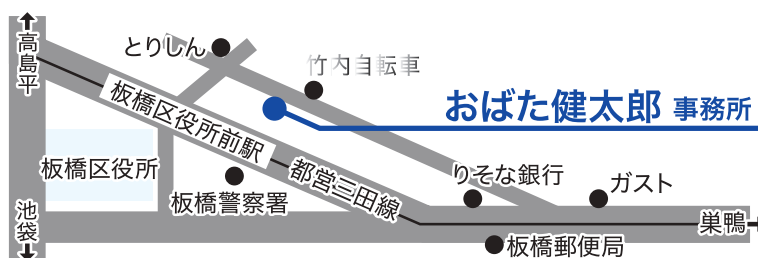 高島平
とりしん
竹内自転車
おばた健太郎 事務所
板橋区役所前駅
板橋区役所
都営三田線
りそな銀行
ガスト
板橋警察署
池袋
巣鴨
板橋郵便局